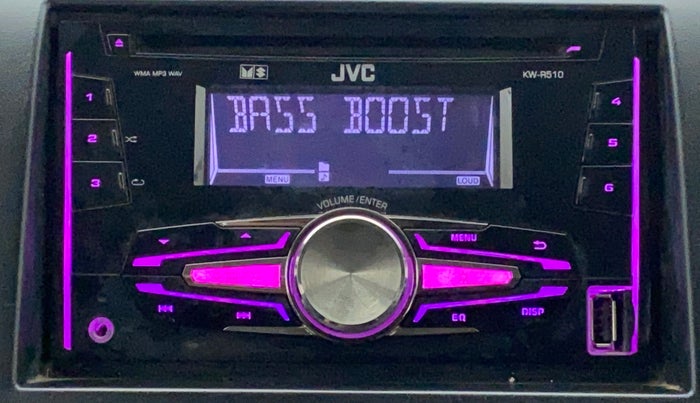 WMA MP3 WAV
JVC
KW-R510
1
2
3
BASS BOOST
MENU
LOUD
4
5
6
VOLUME/ENTER
MENU
EQ
DISP